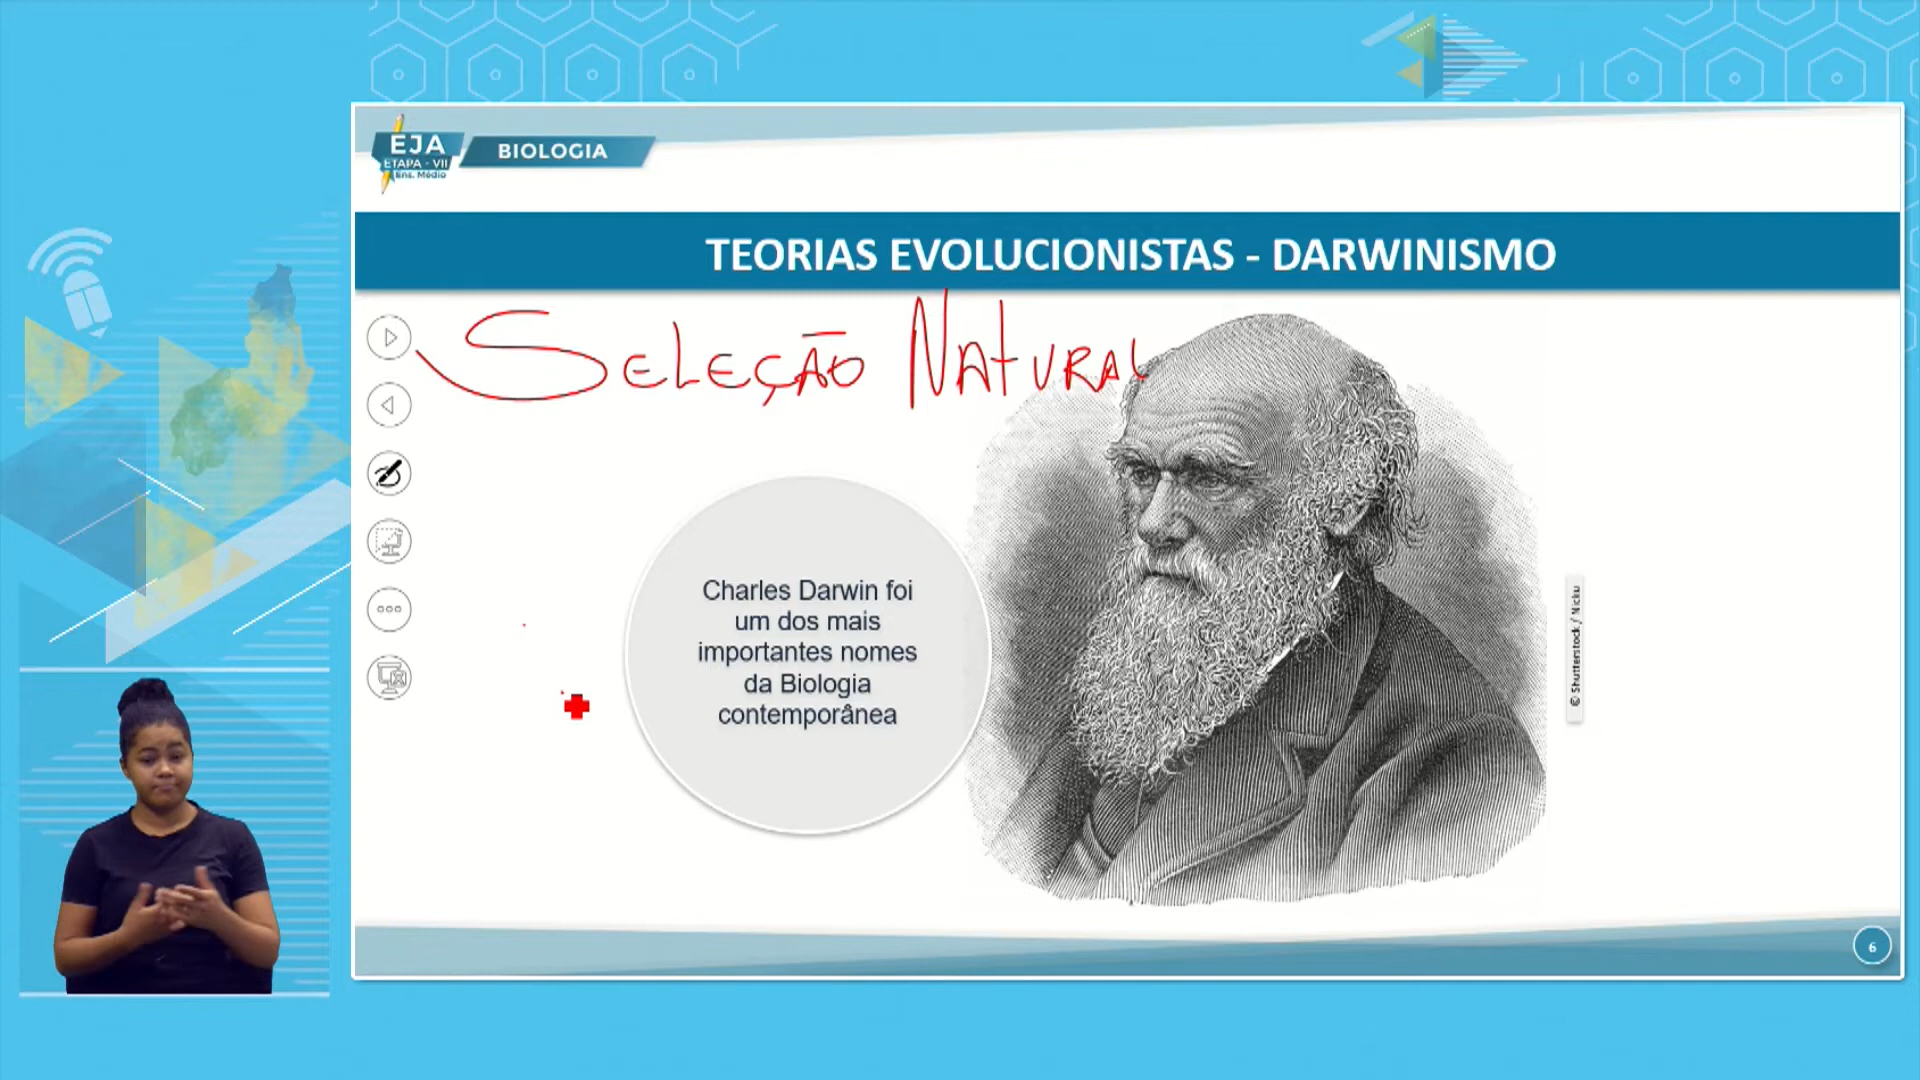 EJA
ETAPA - VII
Ens. Médio
BIOLOGIA
TEORIAS EVOLUCIONISTAS - DARWINISMO
SELEÇÃO NATURAL
Charles Darwin foi
um dos mais
importantes nomes
da Biologia
contemporânea
© Shutterstock / Nicku
6